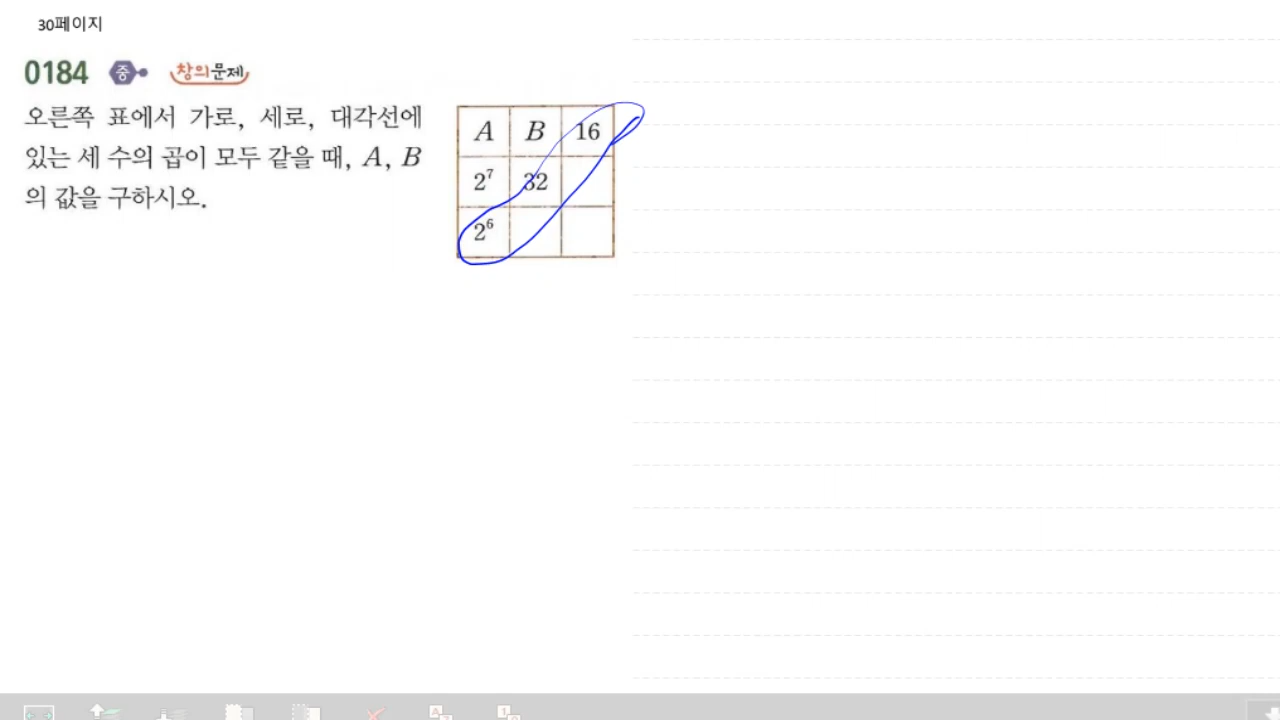 30페이지
0184 중 창의문제
오른쪽 표에서 가로, 세로, 대각선에
있는 세 수의 곱이 모두 같을 때, A, B
의 값을 구하시오.
A B 16
2⁷ 32
2⁶